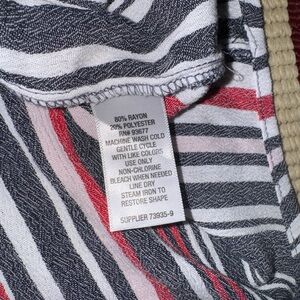 80% RAYON
20% POLYESTER
RN# 93677
MACHINE WASH COLD
GENTLE CYCLE
WITH LIKE COLORS
USE ONLY
NON-CHLORINE
BLEACH WHEN NEEDED
LINE DRY
STEAM IRON TO
RESTORE SHAPE
SUPPLIER 73935-9